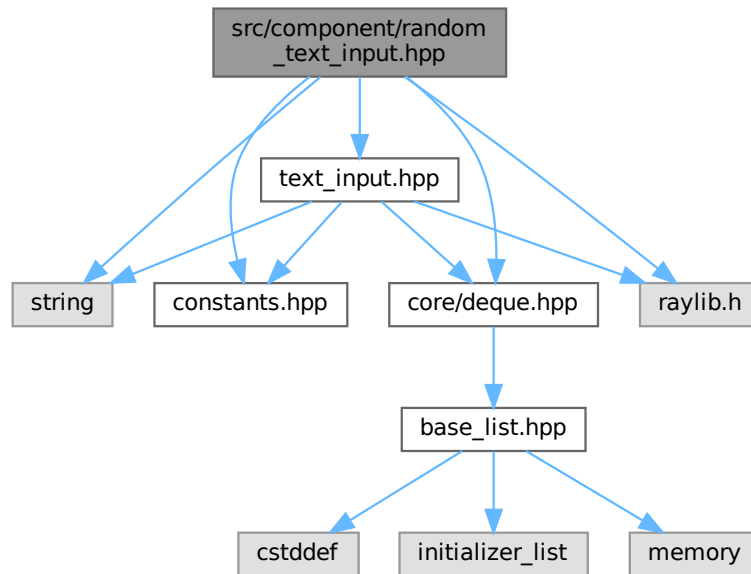 src/component/random
_text_input.hpp
text_input.hpp
string
constants.hpp
core/deque.hpp
raylib.h
base_list.hpp
cstddef
initializer_list
memory